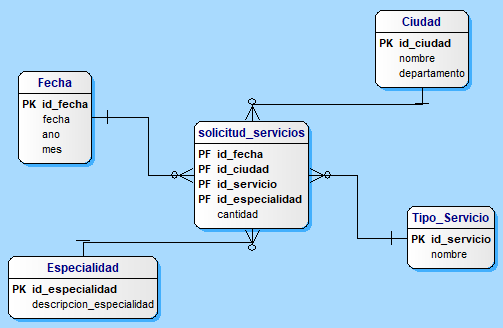 Ciudad
PK id_ciudad
nombre
departamento
Fecha
PK id_fecha
fecha
ano
mes
solicitud_servicios
PF id_fecha
PF id_ciudad
PF id_servicio
PF id_especialidad
cantidad
Tipo_Servicio
PK id_servicio
nombre
Especialidad
PK id_especialidad
descripcion_especialidad